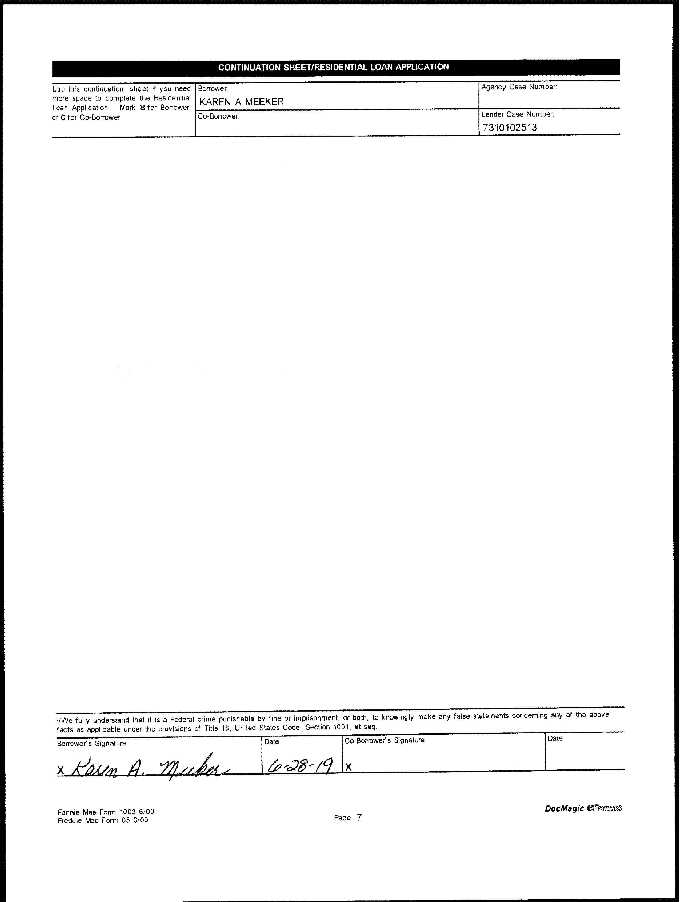 CONTINUATION SHEET/RESIDENTIAL LOAN APPLICATION
Use this continuation sheet if you need
more space to complete the Residential
Loan Application. Mark B for Borrower
or C for Co-Borrower.
Borrower:
KAREN A MEEKER
Co-Borrower:
Agency Case Number:
Lender Case Number:
7310102513
I/We fully understand that it is a Federal crime punishable by fine or imprisonment, or both, to knowingly make any false statements concerning any of the above
facts as applicable under the provisions of Title 18, United States Code, Section 1001, et seq.
Borrower's Signature
X Karen A. Meeker
Date
6-28-19
Co-Borrower's Signature
X
Date
Fannie Mae Form 1003
Freddie Mac Form 65
Page 7
DocMagic